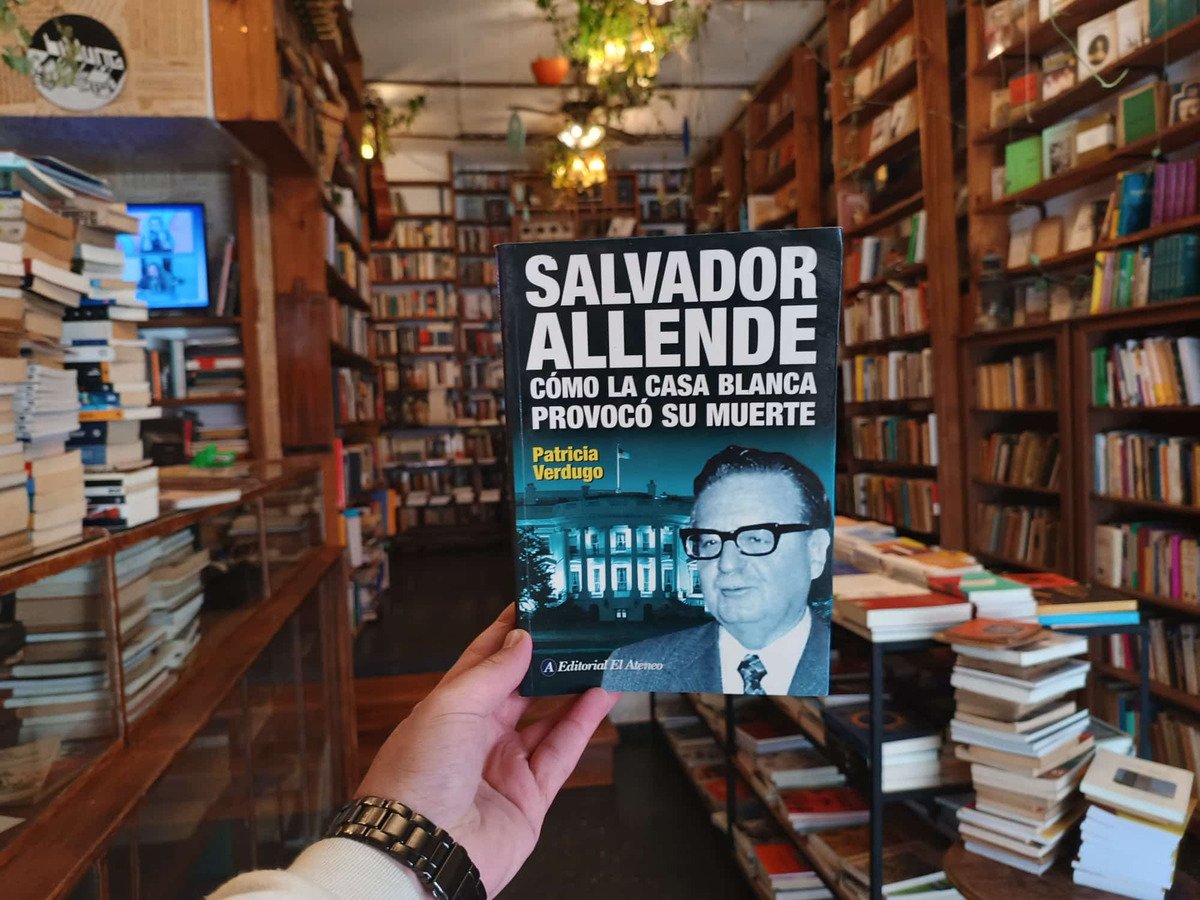 SALVADOR
ALLENDE
CÓMO LA CASA BLANCA
PROVOCÓ SU MUERTE
Patricia
Verdugo
A Editorial El Ateneo